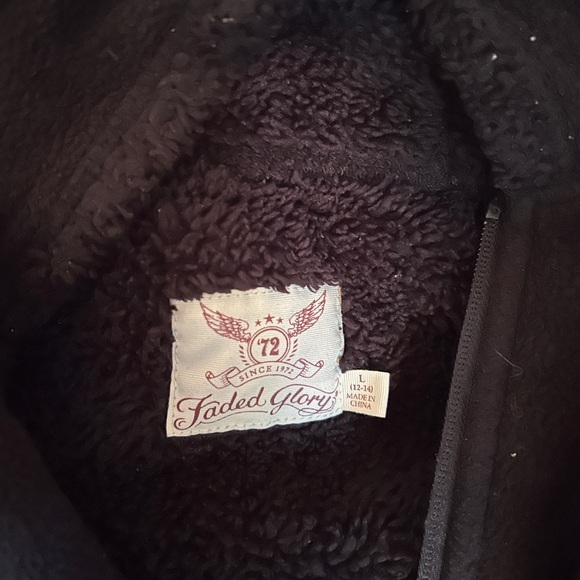 '72
SINCE 1972
Faded Glory
L
(12-14)
MADE IN
CHINA